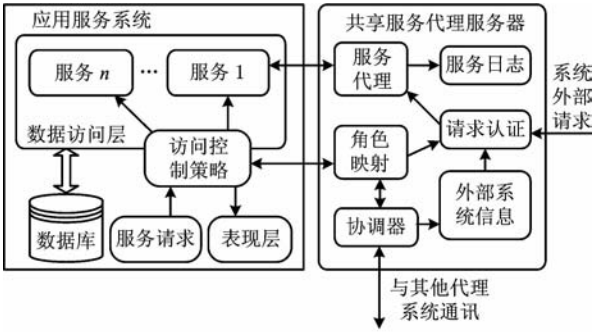 应用服务系统
服务 n
…
服务 1
数据访问层
访问控
制策略
数据库
服务请求
表现层
共享服务代理服务器
服务
代理
服务日志
系统
外部
请求
角色
映射
请求认证
协调器
外部系
统信息
与其他代理
系统通讯